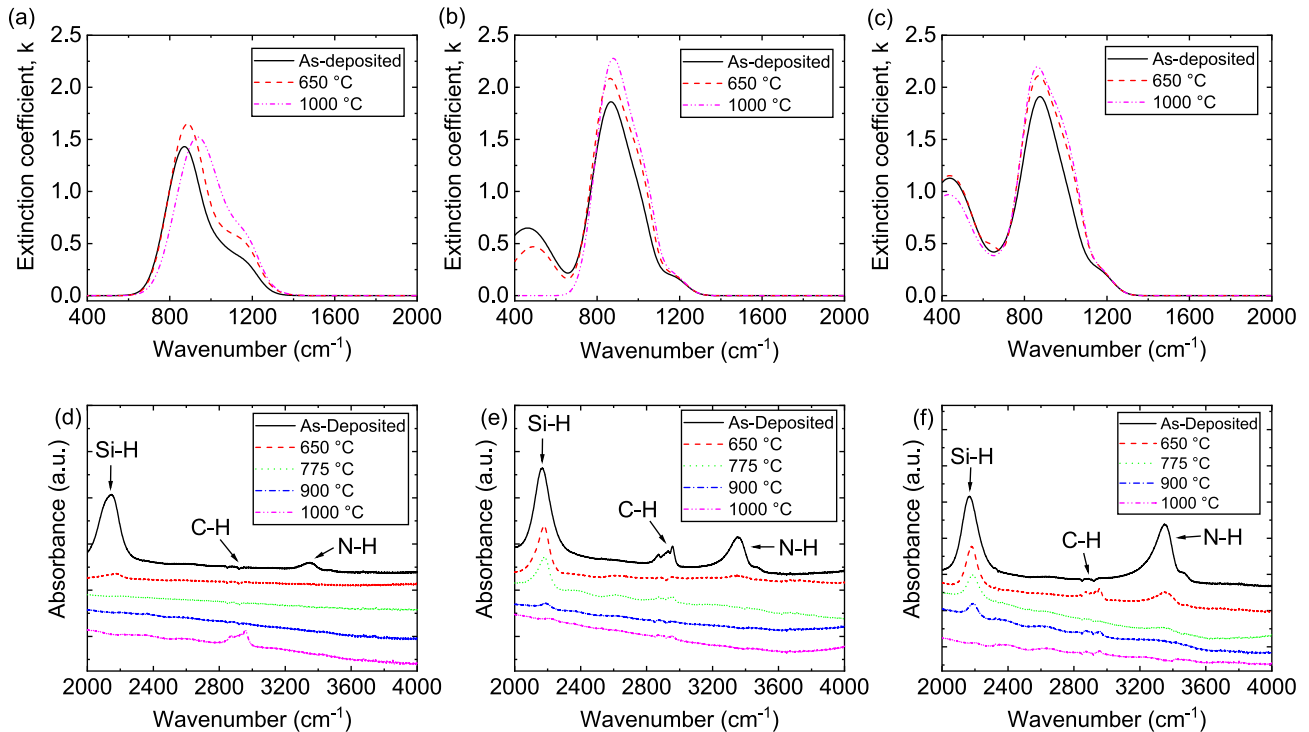 (a)
Extinction coefficient, k
2.5
2.0
1.5
1.0
0.5
0.0
As-deposited
650 °C
1000 °C
400 800 1200 1600 2000
Wavenumber (cm⁻¹)
(b)
Extinction coefficient, k
2.5
2.0
1.5
1.0
0.5
0.0
As-deposited
650 °C
1000 °C
400 800 1200 1600 2000
Wavenumber (cm⁻¹)
(c)
Extinction coefficient, k
2.5
2.0
1.5
1.0
0.5
0.0
As-deposited
650 °C
1000 °C
400 800 1200 1600 2000
Wavenumber (cm⁻¹)
(d)
Absorbance (a.u.)
Si-H
C-H
N-H
As-Deposited
650 °C
775 °C
900 °C
1000 °C
2000 2400 2800 3200 3600 4000
Wavenumber (cm⁻¹)
(e)
Absorbance (a.u.)
Si-H
C-H
N-H
As-Deposited
650 °C
775 °C
900 °C
1000 °C
2000 2400 2800 3200 3600 4000
Wavenumber (cm⁻¹)
(f)
Absorbance (a.u.)
Si-H
C-H
N-H
As-Deposited
650 °C
775 °C
900 °C
1000 °C
2000 2400 2800 3200 3600 4000
Wavenumber (cm⁻¹)